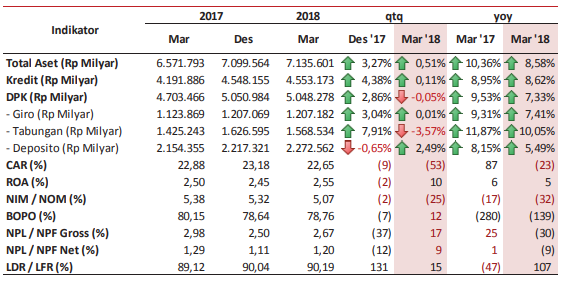 Indikator 2017 2018 qtq yoy
Mar Des Mar Des '17 Mar '18 Mar '17 Mar '18
Total Aset (Rp Milyar) 6.571.793 7.099.564 7.135.601 3,27% 0,51% 10,36% 8,58%
Kredit (Rp Milyar) 4.191.886 4.548.155 4.553.173 4,38% 0,11% 8,95% 8,62%
DPK (Rp Milyar) 4.703.466 5.050.984 5.048.278 2,86% -0,05% 9,53% 7,33%
- Giro (Rp Milyar) 1.123.869 1.207.069 1.207.182 3,04% 0,01% 9,31% 7,41%
- Tabungan (Rp Milyar) 1.425.243 1.626.595 1.568.534 7,91% -3,57% 11,87% 10,05%
- Deposito (Rp Milyar) 2.154.355 2.217.321 2.272.562 -0,65% 2,49% 8,15% 5,49%
CAR (%) 22,88 23,18 22,65 (9) (53) 87 (23)
ROA (%) 2,50 2,45 2,55 (2) 10 6 5
NIM / NOM (%) 5,38 5,32 5,07 (2) (25) (17) (32)
BOPO (%) 80,15 78,64 78,76 (7) 12 (280) (139)
NPL / NPF Gross (%) 2,98 2,50 2,67 (37) 17 25 (30)
NPL / NPF Net (%) 1,29 1,11 1,20 (12) 9 1 (9)
LDR / LFR (%) 89,12 90,04 90,19 131 15 (47) 107